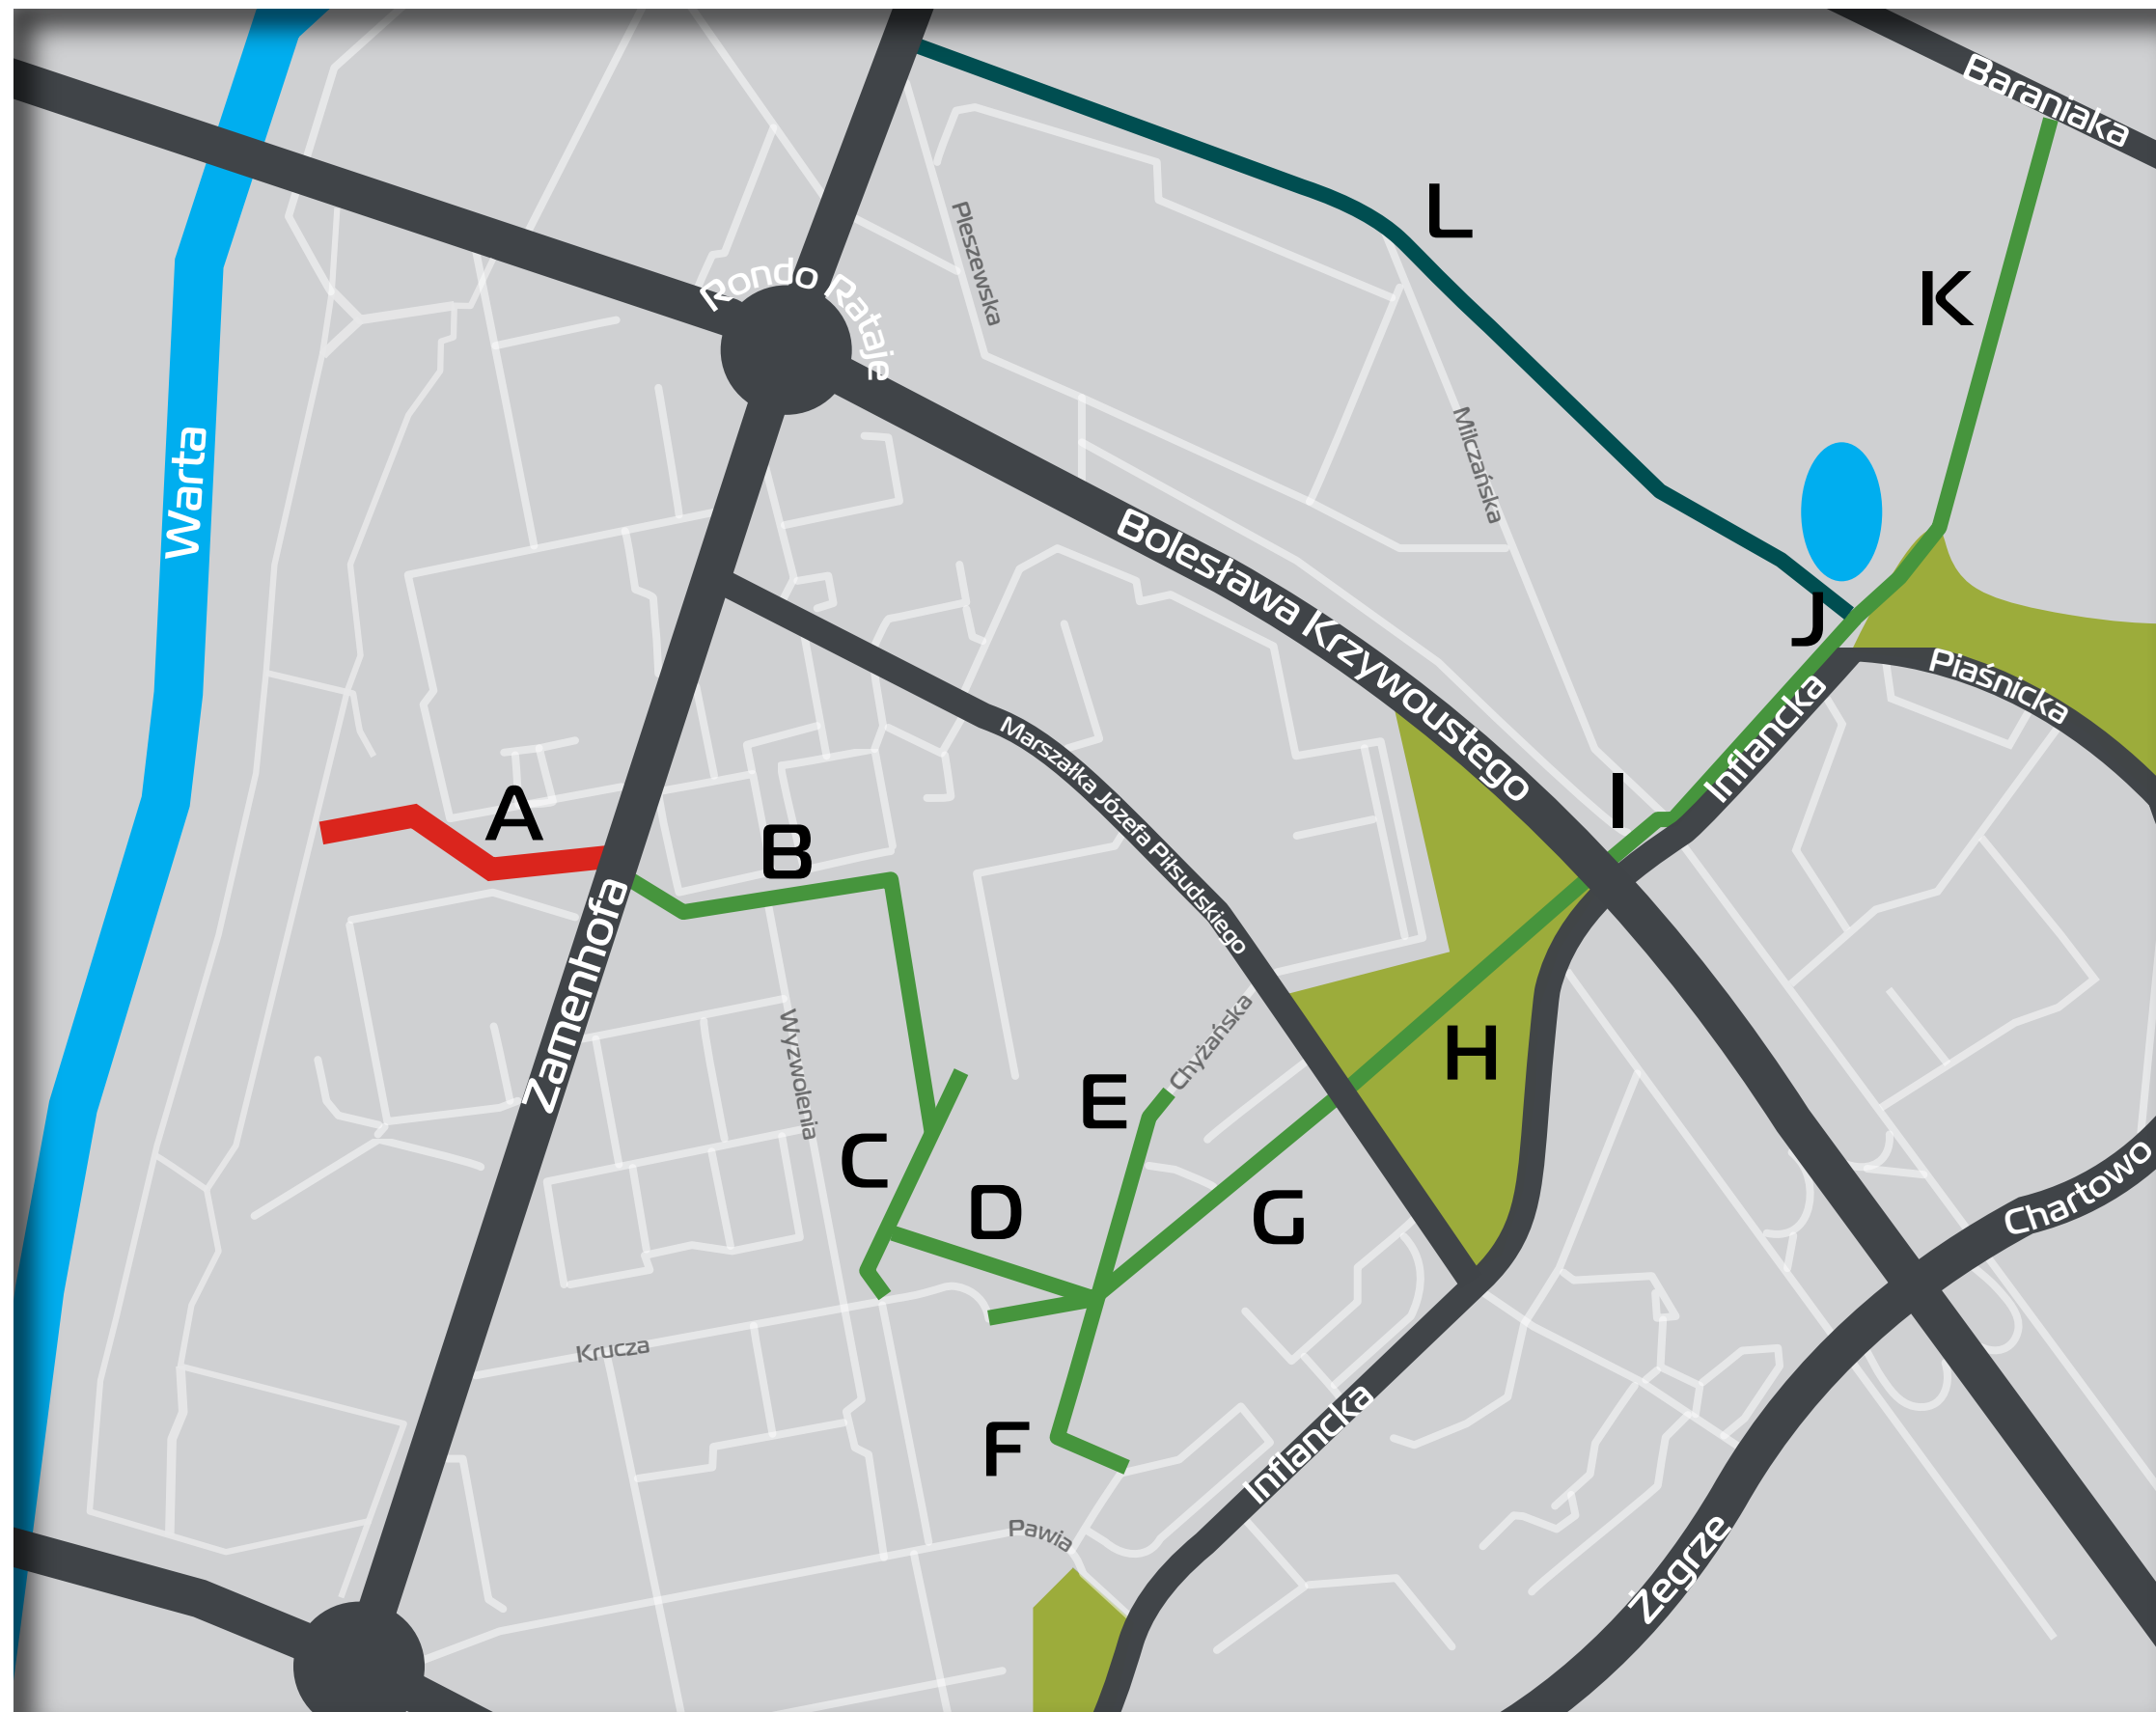 Baraniaka
L
Pleszewska
Rondo Rataje
K
Milczańska
Warta
Bolesława Krzywoustego
J
Piaśnicka
Inflancka
Marszałka Józefa Piłsudskiego
I
A
B
Zamenhofa
Chyżańska
Wyzwolenia
H
E
C
D
G
Chartowo
Krucza
Inflancka
F
Pawia
Żegrze